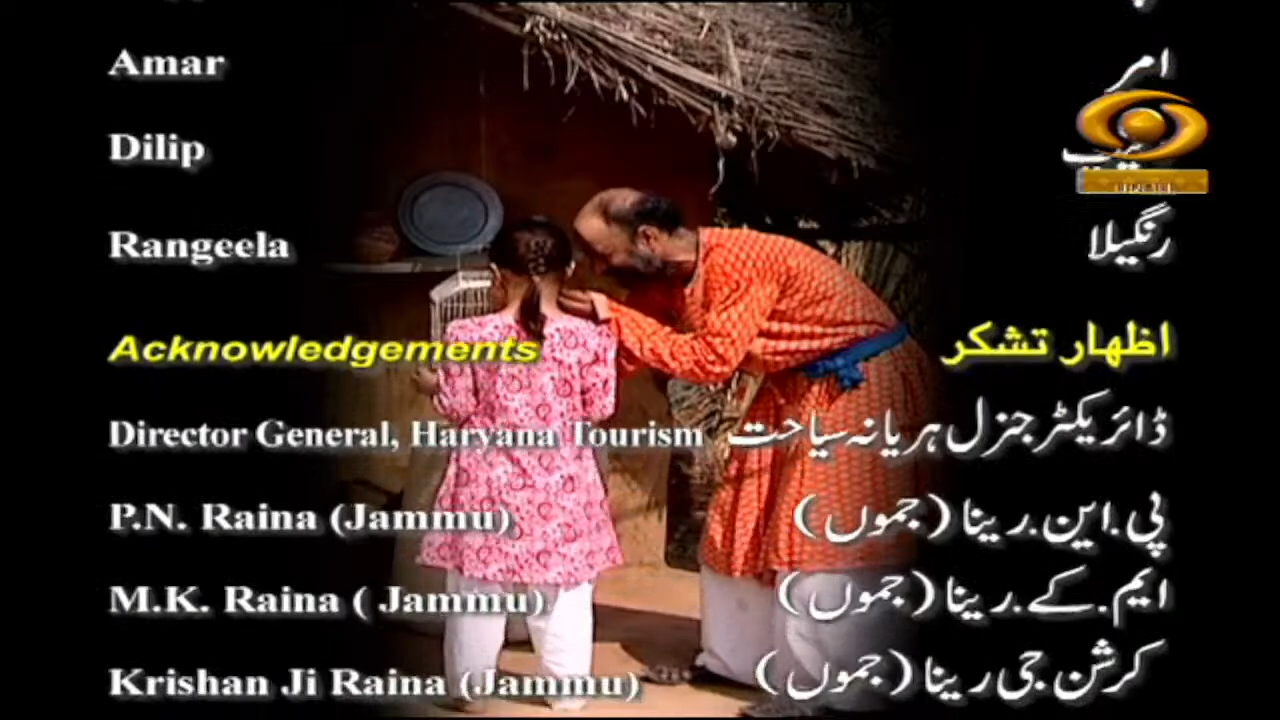 Amar امر
Dilip
Rangeela رنگیلا
Acknowledgements اظہار تشکر
Director General, Haryana Tourism ڈائریکٹر جنرل ہریانہ سیاحت
P.N. Raina (Jammu) پی.این.رینا (جموں)
M.K. Raina ( Jammu) ایم.کے.رینا (جموں)
Krishan Ji Raina (Jammu) کرشن جی رینا (جموں)